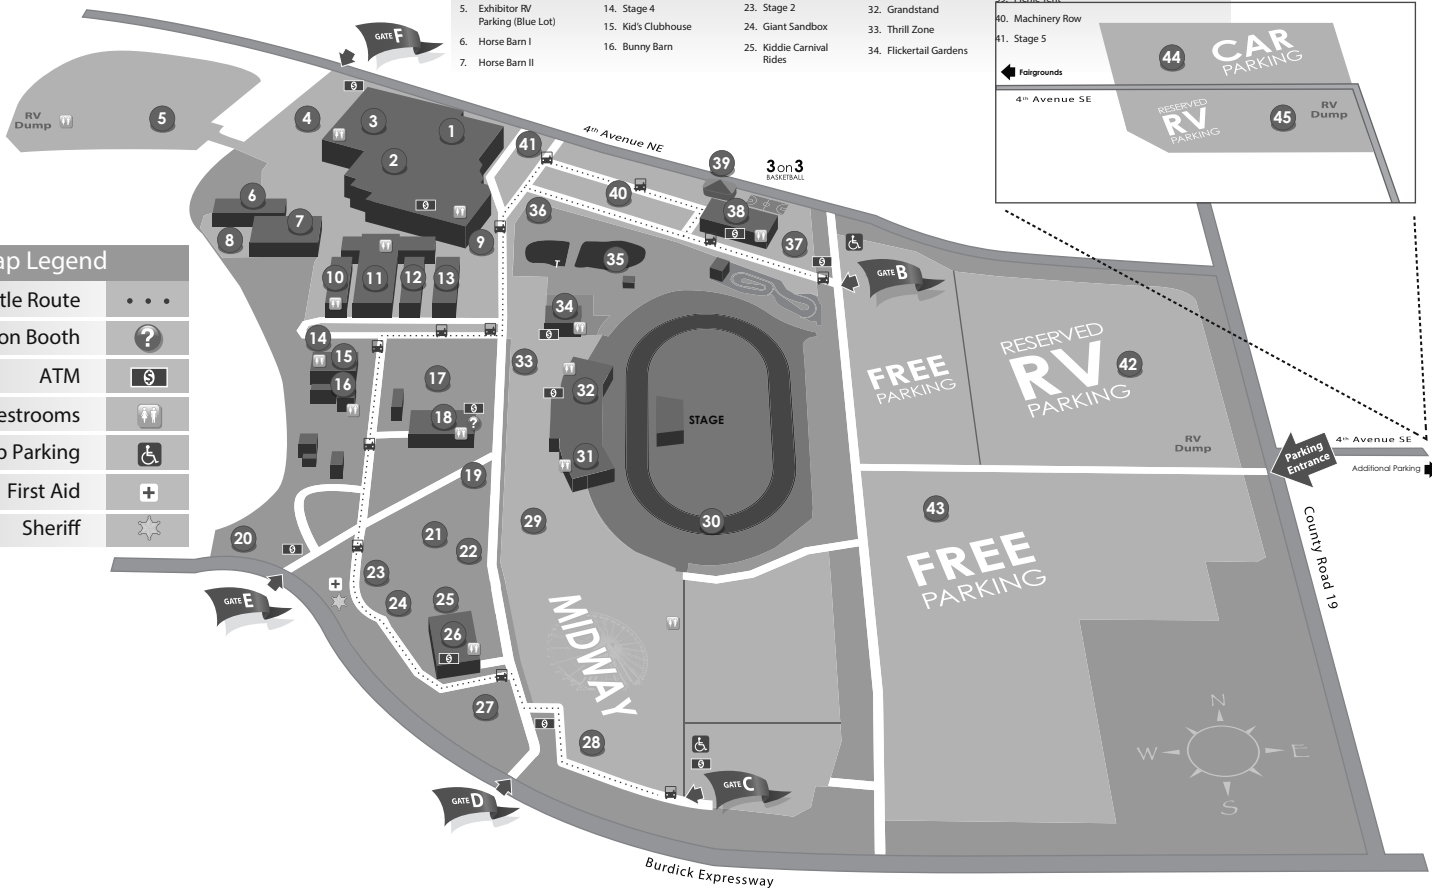 5. Exhibitor RV
Parking (Blue Lot)
6. Horse Barn I
7. Horse Barn II
14. Stage 4
15. Kid's Clubhouse
16. Bunny Barn
23. Stage 2
24. Giant Sandbox
25. Kiddie Carnival
Rides
32. Grandstand
33. Thrill Zone
34. Flickertail Gardens
40. Machinery Row
41. Stage 5
44
CAR
PARKING
Fairgrounds
4th Avenue SE
RESERVED
RV
PARKING
45
RV
Dump
GATE F
RV
Dump
5
4
3
1
2
41
4th Avenue NE
39
3 on 3
BASKETBALL
40
6
7
8
9
36
38
37
GATE B
35
T
10
11
12
13
34
14
15
16
17
33
32
18
?
STAGE
31
19
FREE
PARKING
RESERVED
RV
PARKING
42
RV
Dump
Parking
Entrance
4th Avenue SE
Additional Parking
ap Legend
tle Route
on Booth
?
ATM
estrooms
p Parking
First Aid
Sheriff
20
21
22
29
30
43
FREE
PARKING
County Road 19
23
24
25
26
GATE E
MIDWAY
27
28
GATE C
GATE D
N
W
E
S
Burdick Expressway